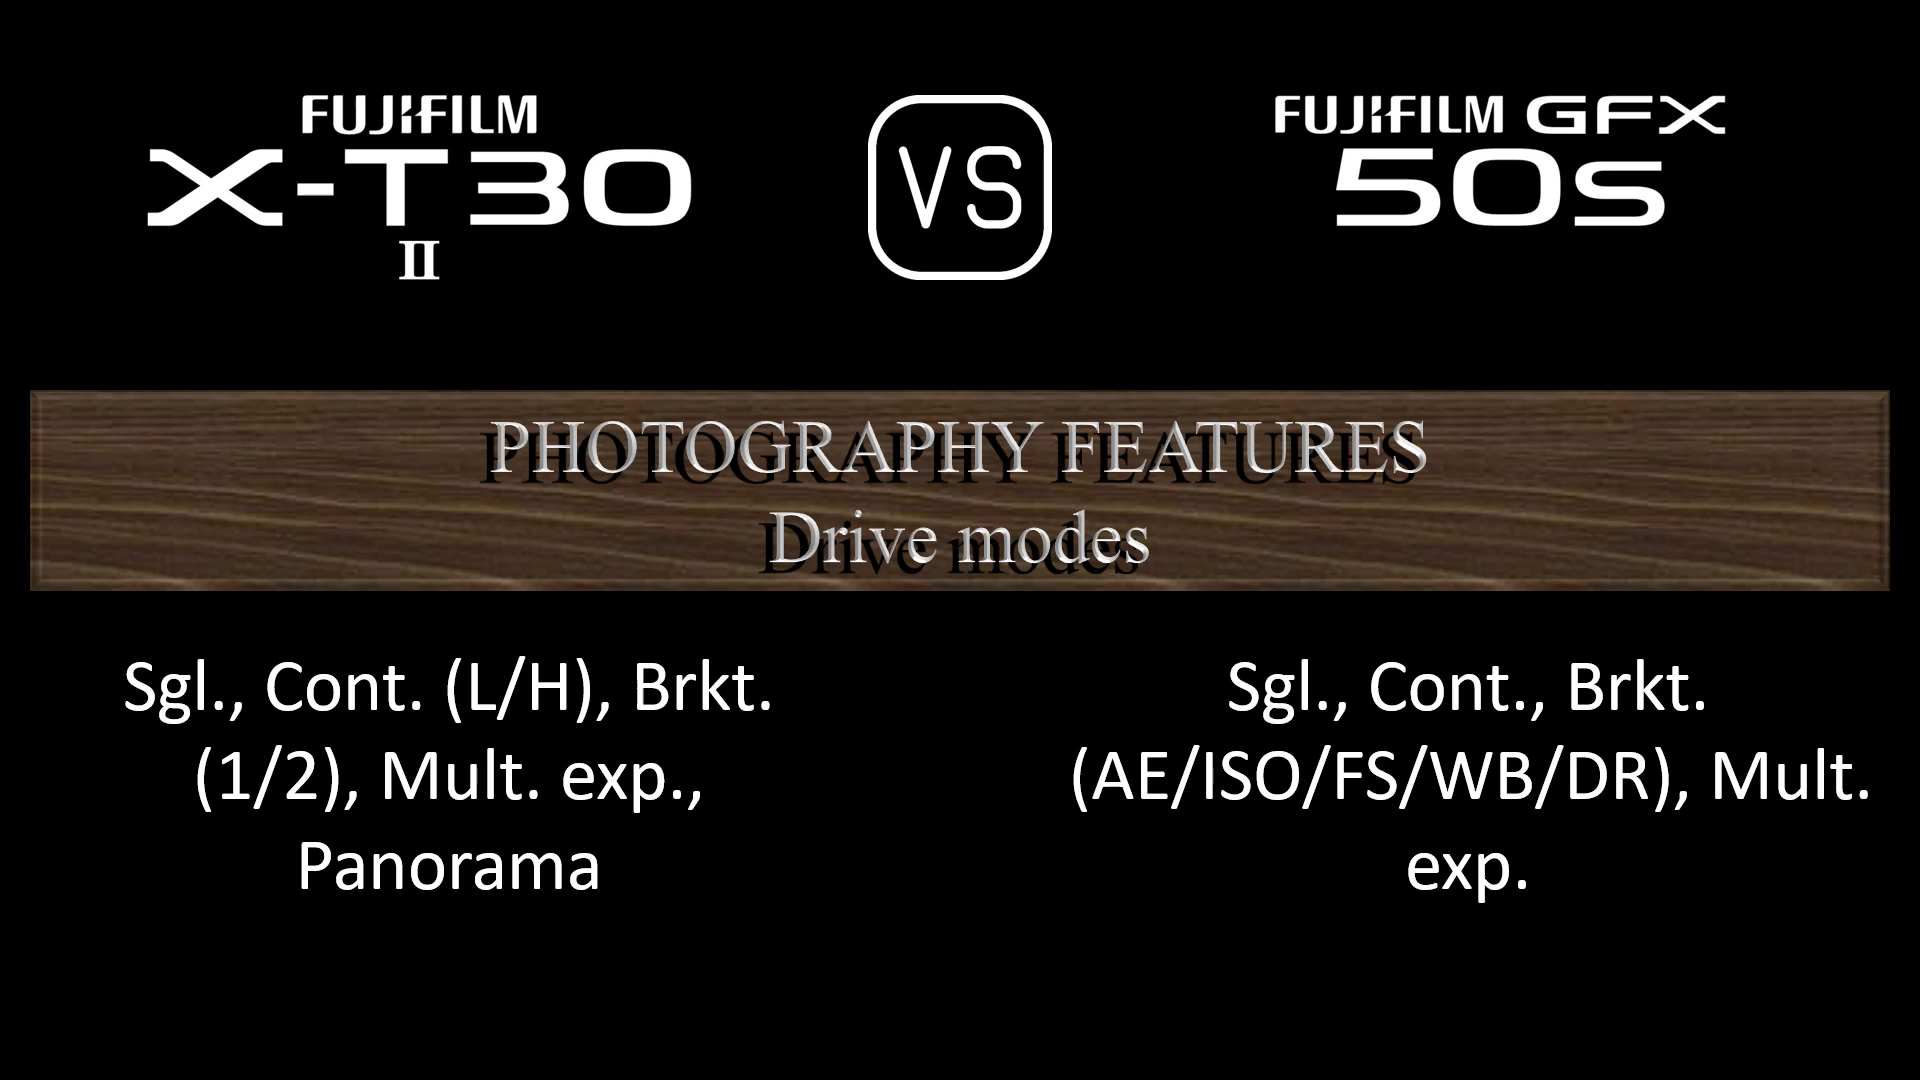 FUJIFILM
X-T30
II
VS
FUJIFILM GFX
50S
PHOTOGRAPHY FEATURES
Drive modes
Sgl., Cont. (L/H), Brkt.
(1/2), Mult. exp.,
Panorama
Sgl., Cont., Brkt.
(AE/ISO/FS/WB/DR), Mult.
exp.